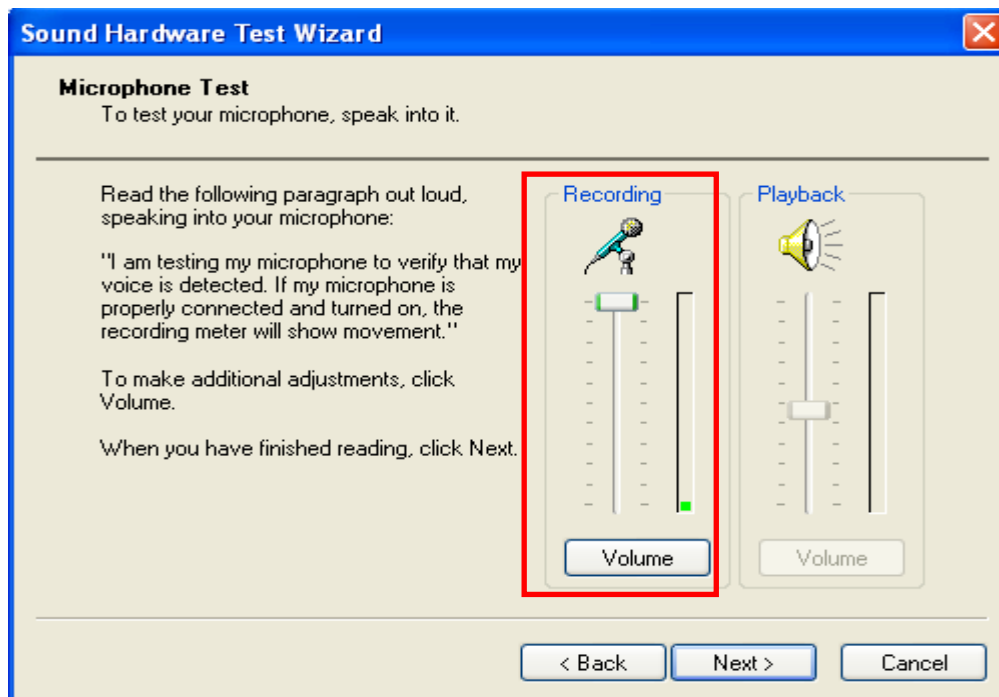 Sound Hardware Test Wizard
Microphone Test
To test your microphone, speak into it.
Read the following paragraph out loud,
speaking into your microphone:
"I am testing my microphone to verify that my
voice is detected. If my microphone is
properly connected and turned on, the
recording meter will show movement."
To make additional adjustments, click
Volume.
When you have finished reading, click Next.
Recording
Playback
Volume
Volume
< Back
Next >
Cancel